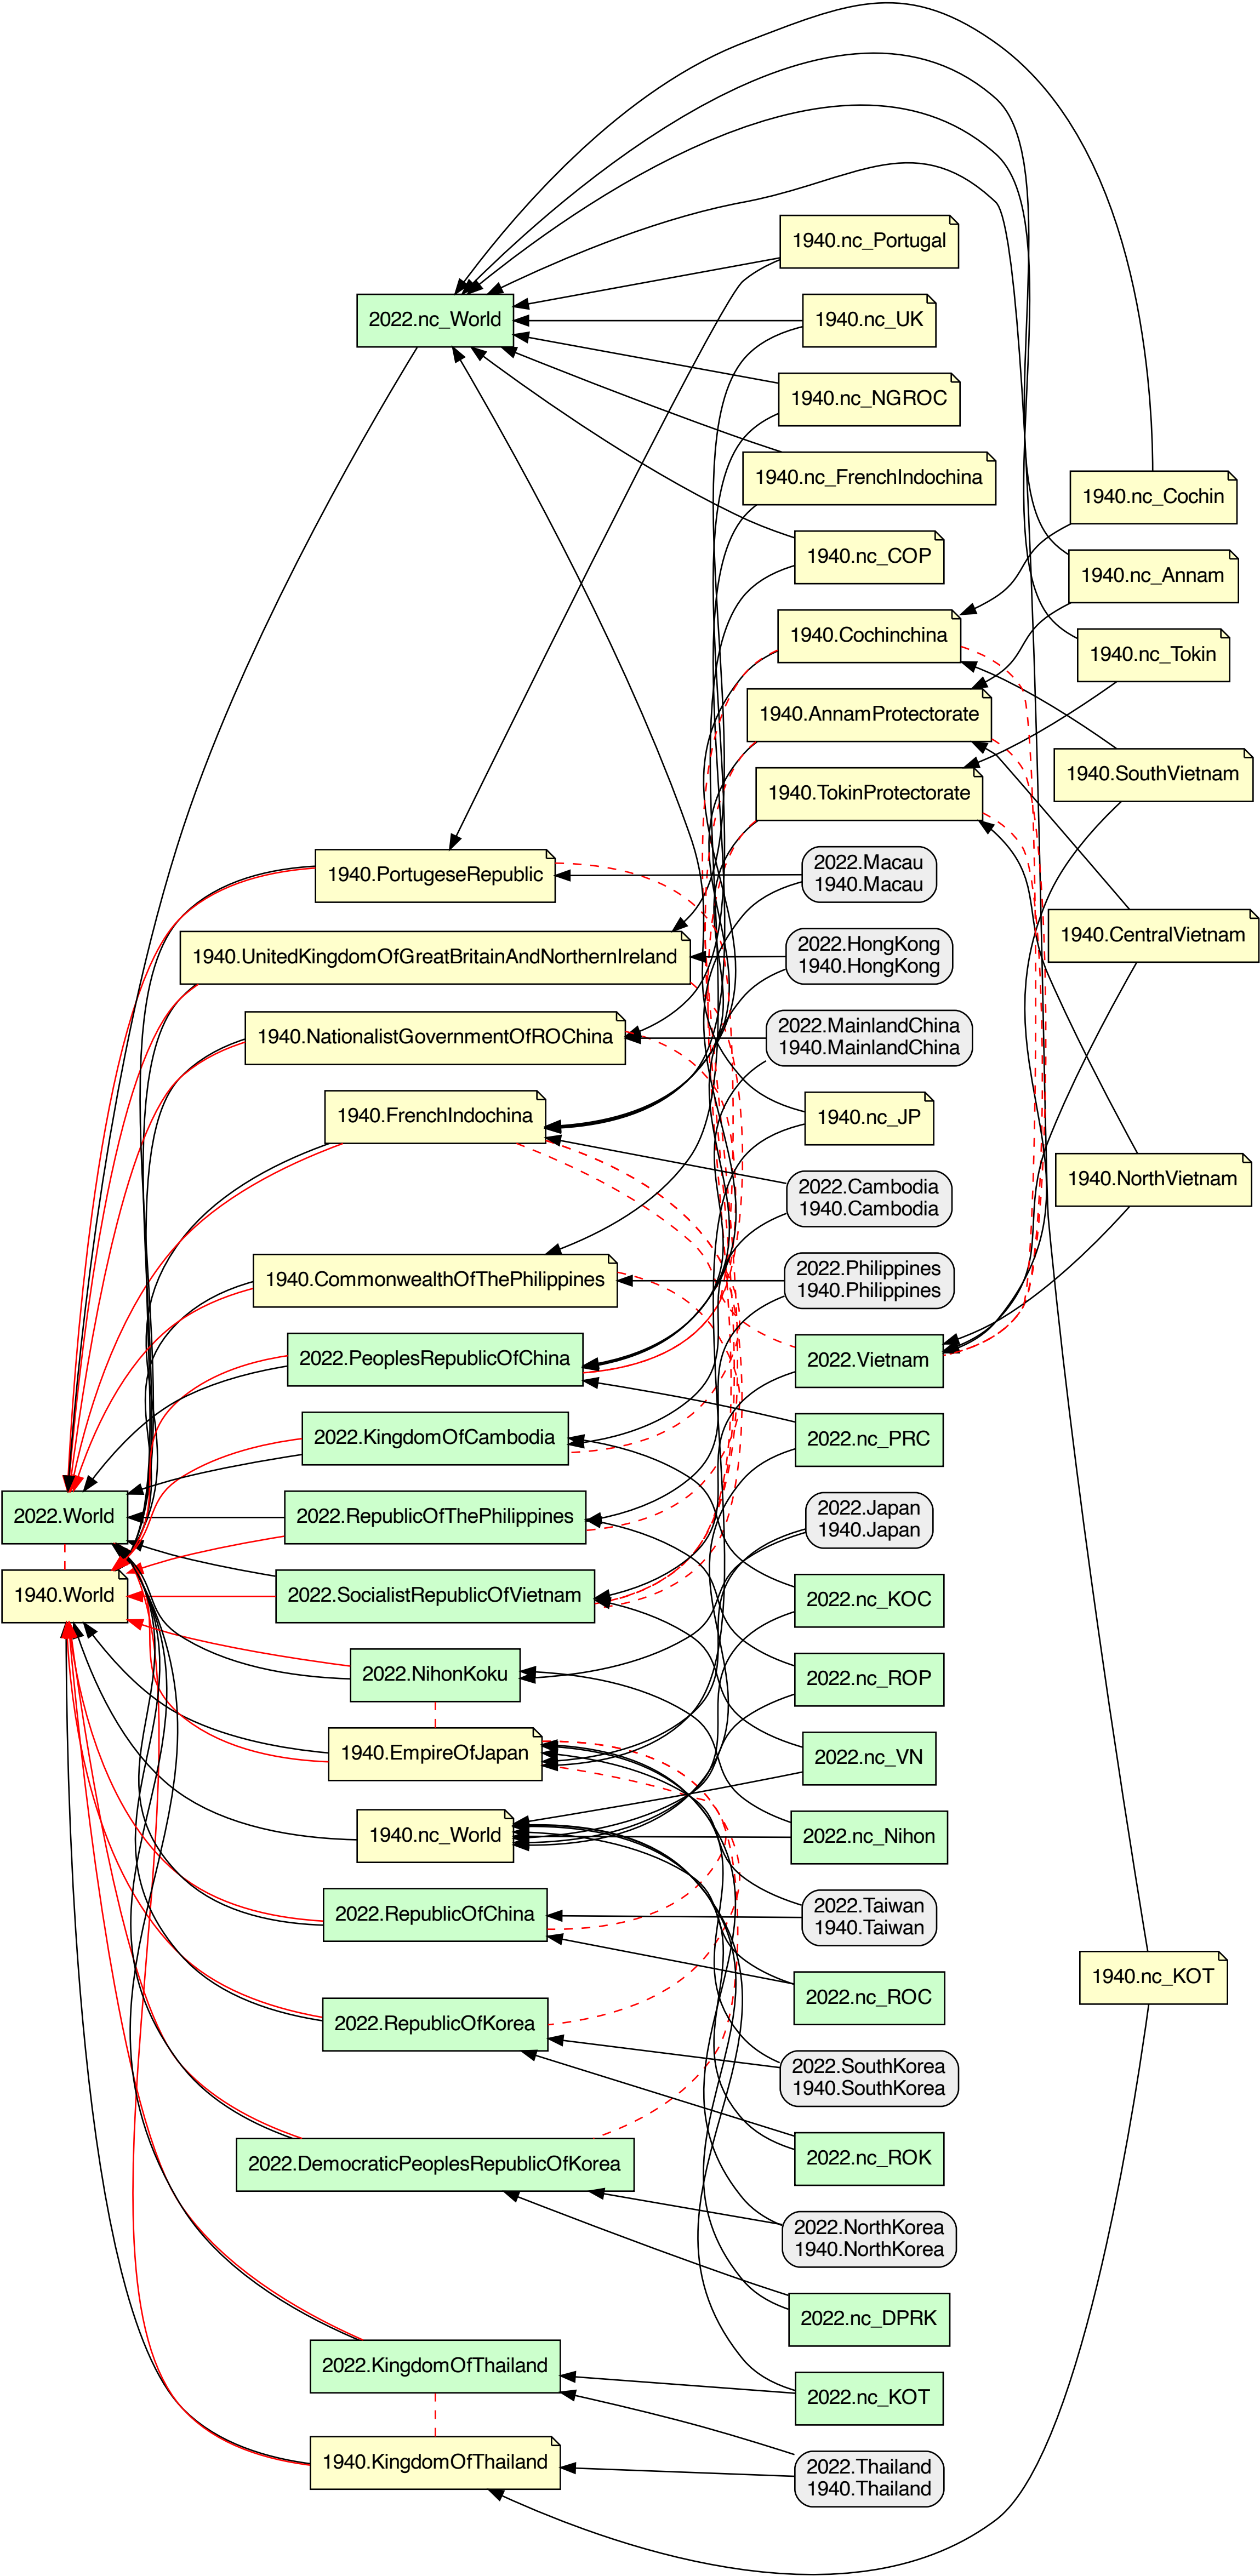 1940.nc_Portugal
2022.nc_World
1940.nc_UK
1940.nc_NGROC
1940.nc_FrenchIndochina
1940.nc_Cochin
1940.nc_COP
1940.nc_Annam
1940.Cochinchina
1940.nc_Tokin
1940.AnnamProtectorate
1940.SouthVietnam
1940.TokinProtectorate
1940.PortugeseRepublic
2022.Macau
1940.Macau
1940.CentralVietnam
1940.UnitedKingdomOfGreatBritainAndNorthernIreland
2022.HongKong
1940.HongKong
1940.NationalistGovernmentOfROChina
2022.MainlandChina
1940.MainlandChina
1940.FrenchIndochina
1940.nc_JP
1940.NorthVietnam
2022.Cambodia
1940.Cambodia
1940.CommonwealthOfThePhilippines
2022.Philippines
1940.Philippines
2022.PeoplesRepublicOfChina
2022.Vietnam
2022.KingdomOfCambodia
2022.nc_PRC
2022.World
2022.RepublicOfThePhilippines
2022.Japan
1940.Japan
1940.World
2022.SocialistRepublicOfVietnam
2022.nc_KOC
2022.NihonKoku
2022.nc_ROP
1940.EmpireOfJapan
2022.nc_VN
1940.nc_World
2022.nc_Nihon
2022.RepublicOfChina
2022.Taiwan
1940.Taiwan
1940.nc_KOT
2022.nc_ROC
2022.RepublicOfKorea
2022.SouthKorea
1940.SouthKorea
2022.DemocraticPeoplesRepublicOfKorea
2022.nc_ROK
2022.NorthKorea
1940.NorthKorea
2022.nc_DPRK
2022.KingdomOfThailand
2022.nc_KOT
1940.KingdomOfThailand
2022.Thailand
1940.Thailand